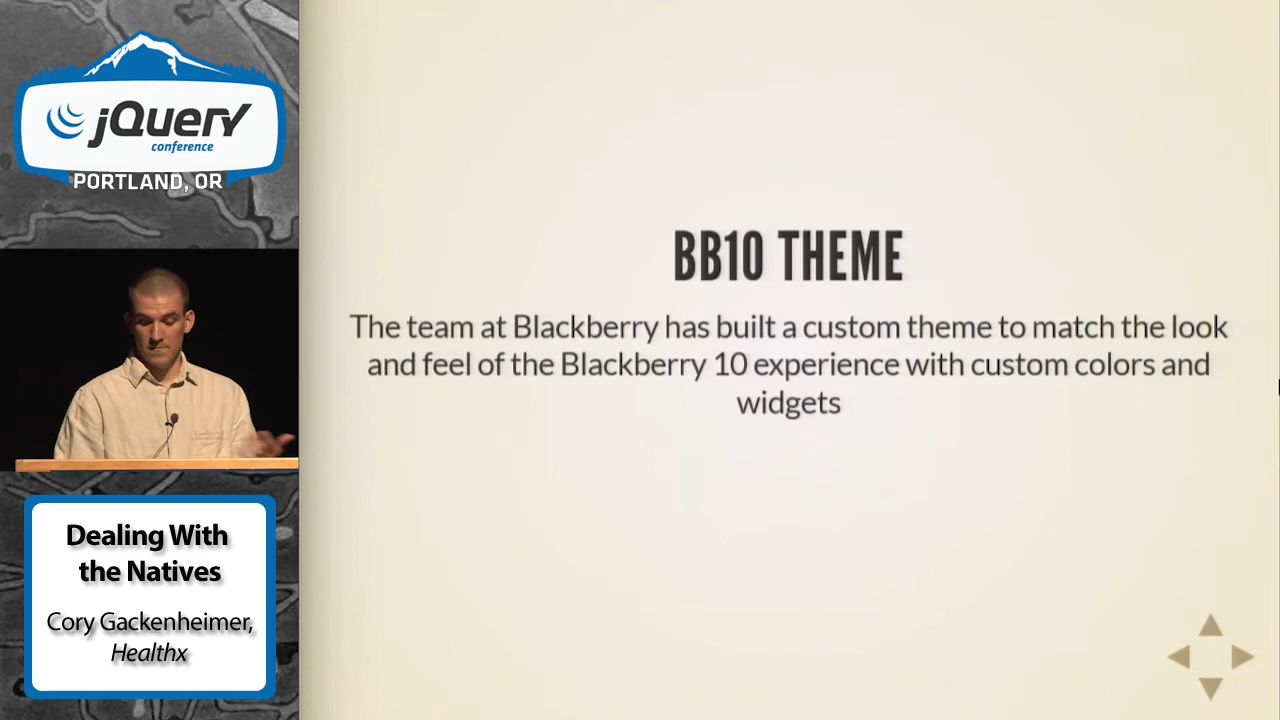 jQuery
conference
PORTLAND, OR
Dealing With
the Natives
Cory Gackenheimer,
Healthx
BB10 THEME
The team at Blackberry has built a custom theme to match the look
and feel of the Blackberry 10 experience with custom colors and
widgets